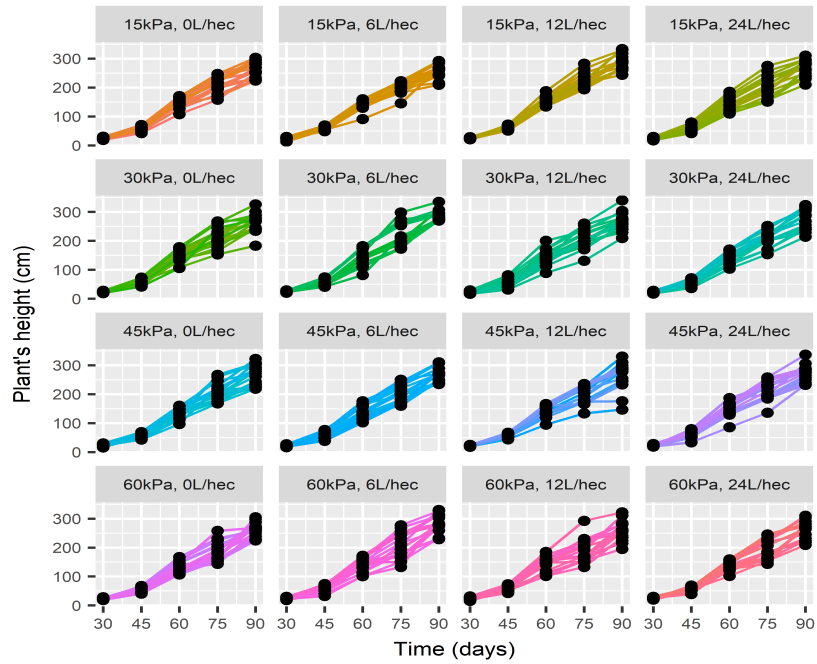 15kPa, 0L/hec 15kPa, 6L/hec 15kPa, 12L/hec 15kPa, 24L/hec
300
200
100
0
30kPa, 0L/hec 30kPa, 6L/hec 30kPa, 12L/hec 30kPa, 24L/hec
300
200
100
0
45kPa, 0L/hec 45kPa, 6L/hec 45kPa, 12L/hec 45kPa, 24L/hec
300
200
100
0
60kPa, 0L/hec 60kPa, 6L/hec 60kPa, 12L/hec 60kPa, 24L/hec
300
200
100
0
30 45 60 75 90 30 45 60 75 90 30 45 60 75 90 30 45 60 75 90
Time (days)
Plant's height (cm)